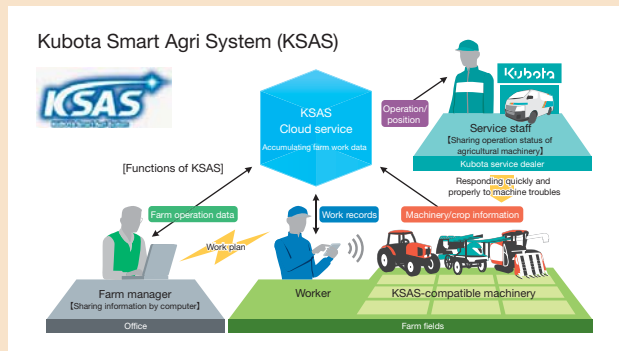 Kubota Smart Agri System (KSAS)
KSAS
KSAS
Cloud service
Accumulating farm work data
Operation/
position
Kubota
Service staff
【Sharing operation status of
agricultural machinery】
Kubota service dealer
Responding quickly and
properly to machine troubles
[Functions of KSAS]
Farm operation data
Work records
Machinery/crop information
Work plan
Farm manager
【Sharing information by computer】
Office
Worker
KSAS-compatible machinery
Farm fields